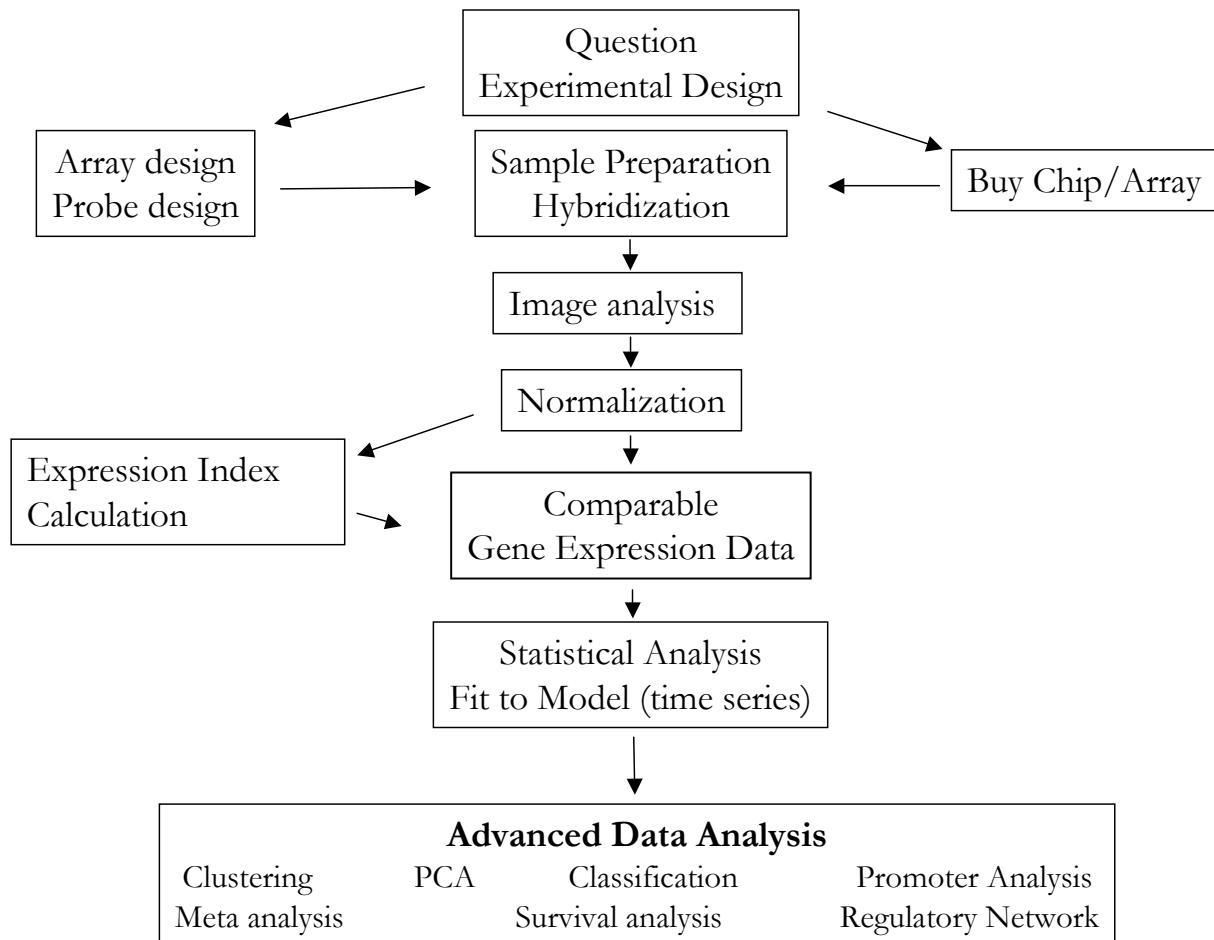 Question
Experimental Design
Array design
Probe design
Sample Preparation
Hybridization
Buy Chip/Array
Image analysis
Normalization
Expression Index
Calculation
Comparable
Gene Expression Data
Statistical Analysis
Fit to Model (time series)
Advanced Data Analysis
Clustering PCA Classification Promoter Analysis
Meta analysis Survival analysis Regulatory Network